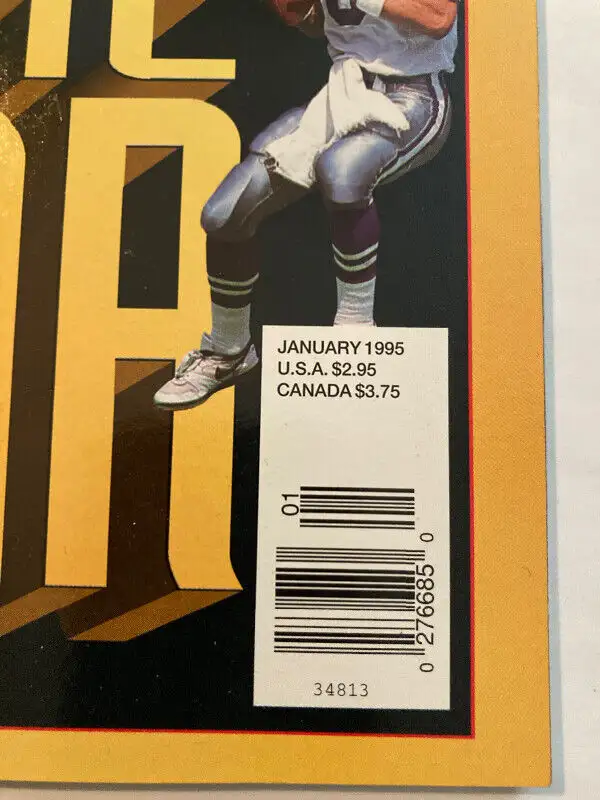 JANUARY 1995
U.S.A. $2.95
CANADA $3.75
01
0 276685 0
34813